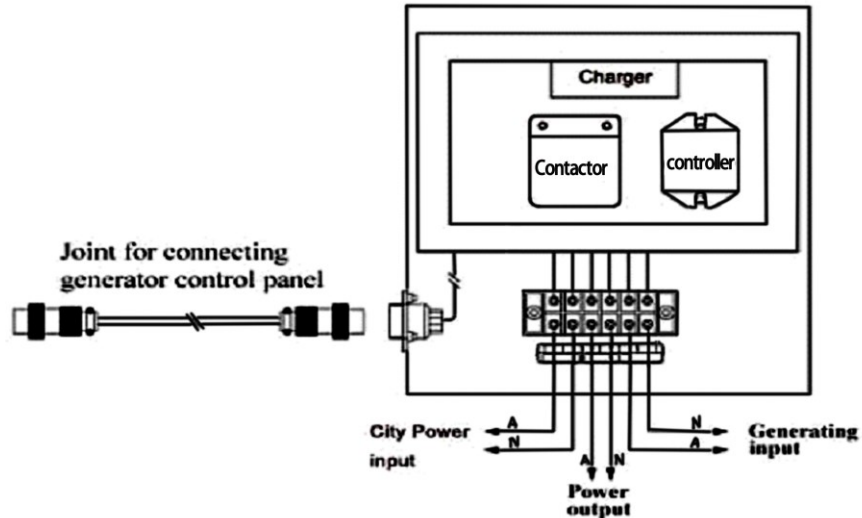 Charger
Contactor
controller
Joint for connecting
generator control panel
A
N
City Power
input
A
N
Power
output
N
A
Generating
input